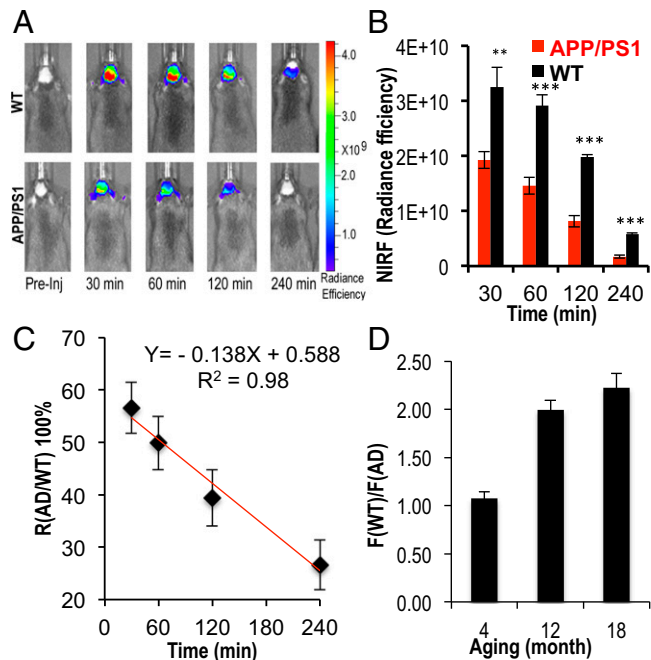 A
WT
APP/PS1
Pre-Inj
30 min
60 min
120 min
240 min
4.0
3.0
X10⁹
2.0
1.0
Radiance
Efficiency
B
APP/PS1
WT
NIRF (Radiance efficiency)
4E+10
3E+10
2E+10
1E+10
0
**
***
***
***
30 60 120 240
Time (min)
C
Y= - 0.138X + 0.588
R² = 0.98
R(AD/WT) 100%
70
60
50
40
30
20
0 60 120 180 240
Time (min)
D
F(WT)/F(AD)
2.50
2.00
1.50
1.00
0.50
0.00
4 12 18
Aging (month)